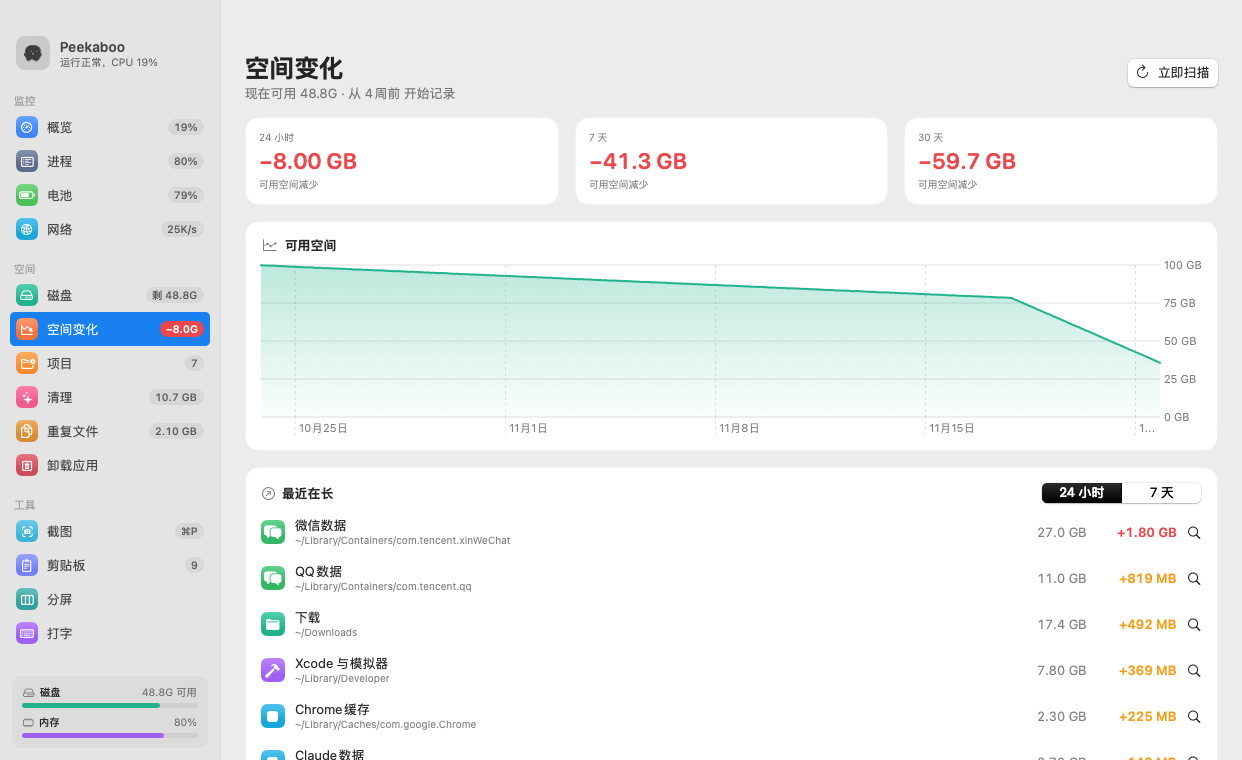 Peekaboo
运行正常，CPU 19%
监控
概览 19%
进程 80%
电池 79%
网络 25K/s
空间
磁盘 剩 48.8G
空间变化 −8.0G
项目 7
清理 10.7 GB
重复文件 2.10 GB
卸载应用
工具
截图 ⌘P
剪贴板 9
分屏
打字
磁盘 48.8G 可用
内存 80%
空间变化
现在可用 48.8G · 从 4 周前 开始记录
立即扫描
24 小时
−8.00 GB
可用空间减少
7 天
−41.3 GB
可用空间减少
30 天
−59.7 GB
可用空间减少
可用空间
100 GB
75 GB
50 GB
25 GB
0 GB
10月25日 11月1日 11月8日 11月15日 1...
最近在长 24 小时 7 天
微信数据
~/Library/Containers/com.tencent.xinWeChat
27.0 GB +1.80 GB
QQ 数据
~/Library/Containers/com.tencent.qq
11.0 GB +819 MB
下载
~/Downloads
17.4 GB +492 MB
Xcode 与模拟器
~/Library/Developer
7.80 GB +369 MB
Chrome 缓存
~/Library/Caches/com.google.Chrome
2.30 GB +225 MB
Claude 数据